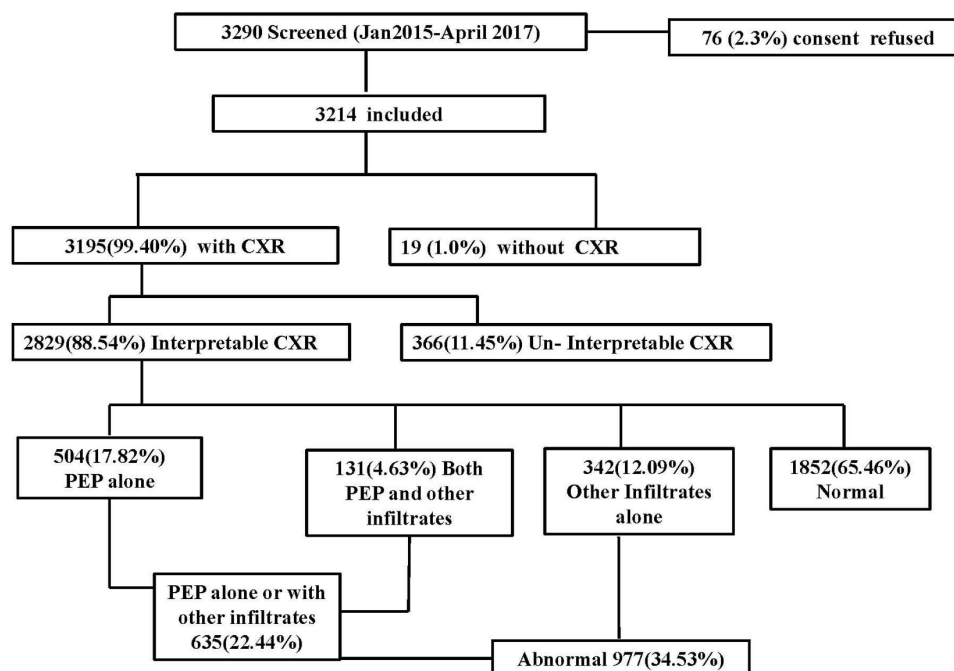 3290 Screened (Jan2015-April 2017)
76 (2.3%) consent refused
3214 included
3195(99.40%) with CXR
19 (1.0%) without CXR
2829(88.54%) Interpretable CXR
366(11.45%) Un- Interpretable CXR
504(17.82%)
PEP alone
131(4.63%) Both
PEP and other
infiltrates
342(12.09%)
Other Infiltrates
alone
1852(65.46%)
Normal
PEP alone or with
other infiltrates
635(22.44%)
Abnormal 977(34.53%)